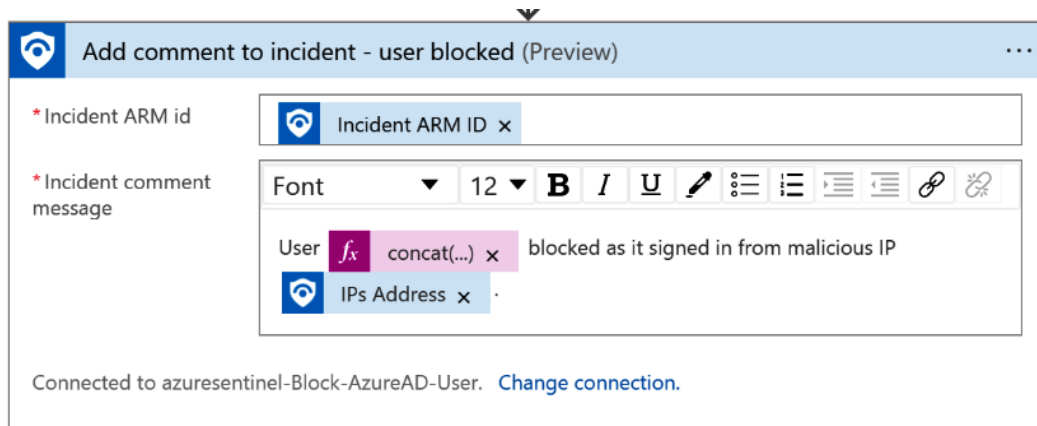 Add comment to incident - user blocked (Preview) ...
* Incident ARM id
Incident ARM ID ×
* Incident comment
message
Font 12 B I U
User fx concat(...) × blocked as it signed in from malicious IP
IPs Address × .
Connected to azuresentinel-Block-AzureAD-User. Change connection.